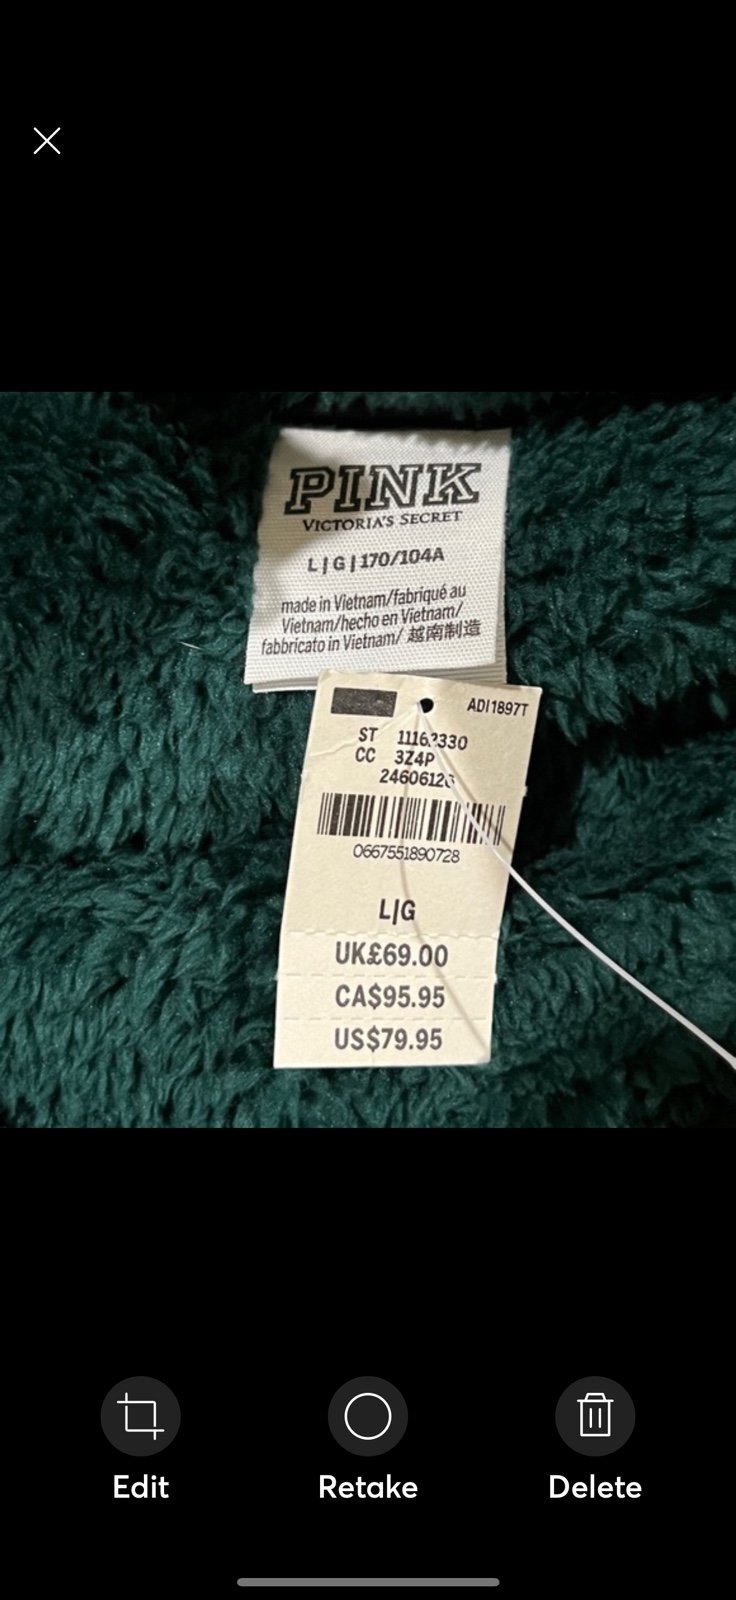 PINK
VICTORIA'S SECRET
L | G | 170/104A
made in Vietnam/fabriqué au
Vietnam/hecho en Vietnam/
fabbricato in Vietnam/ 越南制造
ADI1897T
ST
CC 3Z4P
0667551890728
L|G
UK£69.00
CA$95.95
US$79.95
Edit
Retake
Delete